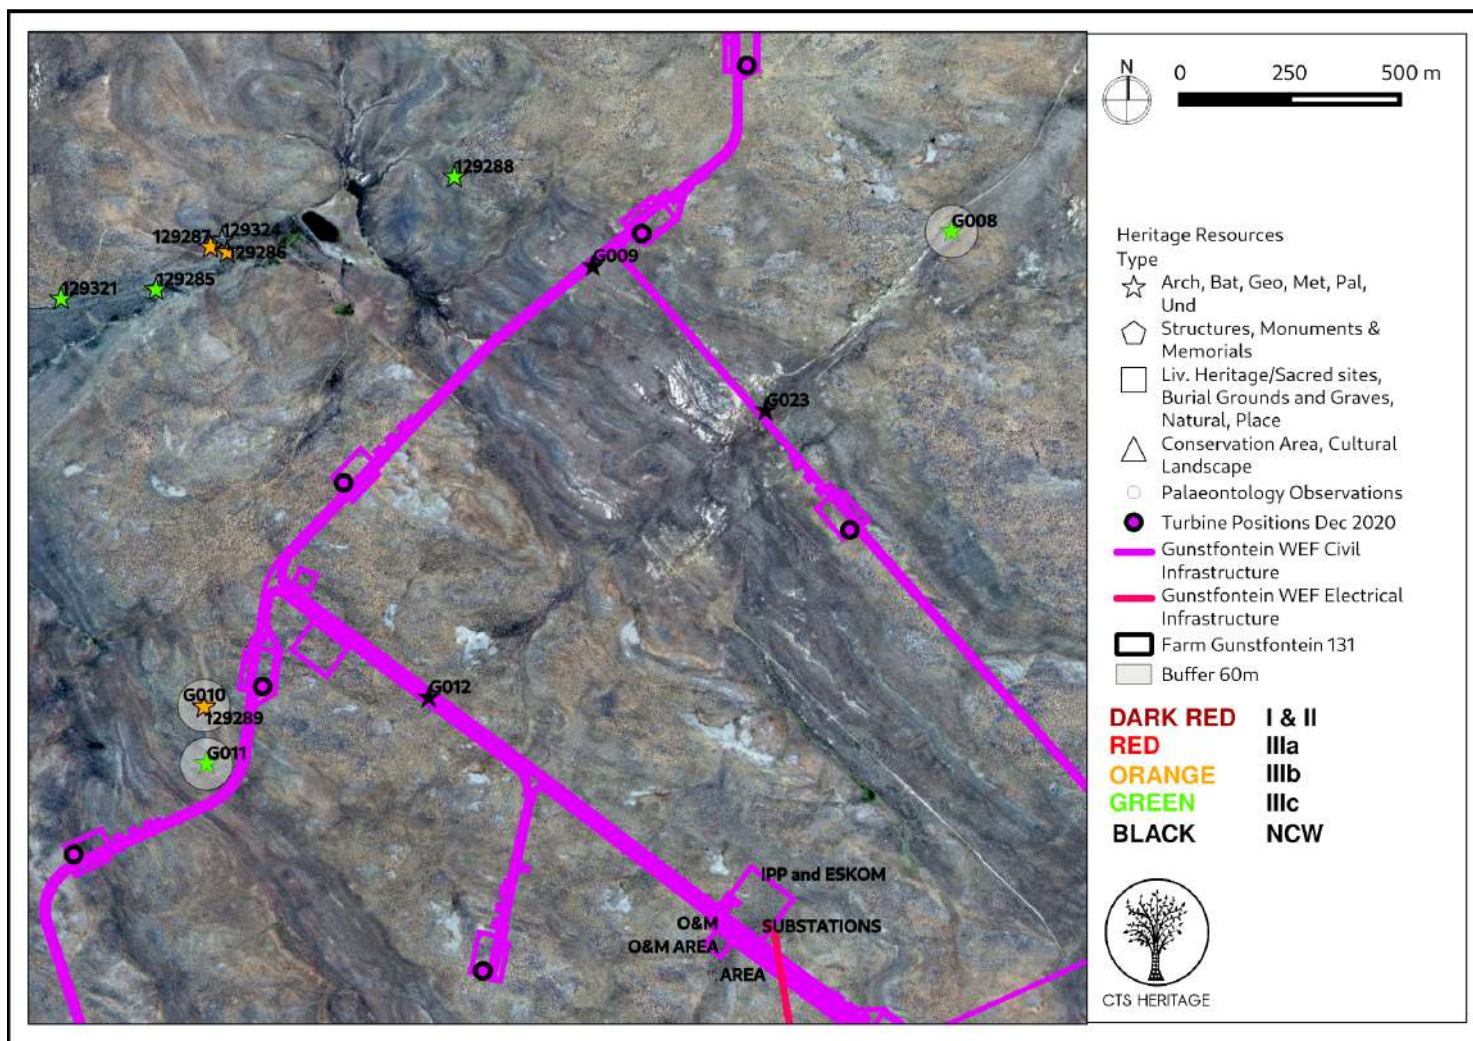 129288
129287
129324
129286
129285
129321
G008
G009
G023
G010
129289
G011
G012
IPP and ESKOM
O&M
SUBSTATIONS
O&M AREA
AREA
N
0 250 500 m
Heritage Resources
Type
Arch, Bat, Geo, Met, Pal,
Und
Structures, Monuments &
Memorials
Liv. Heritage/Sacred sites,
Burial Grounds and Graves,
Natural, Place
Conservation Area, Cultural
Landscape
Palaeontology Observations
Turbine Positions Dec 2020
Gunstfontein WEF Civil
Infrastructure
Gunstfontein WEF Electrical
Infrastructure
Farm Gunstfontein 131
Buffer 60m
DARK RED I & II
RED IIIa
ORANGE IIIb
GREEN IIIc
BLACK NCW
CTS HERITAGE